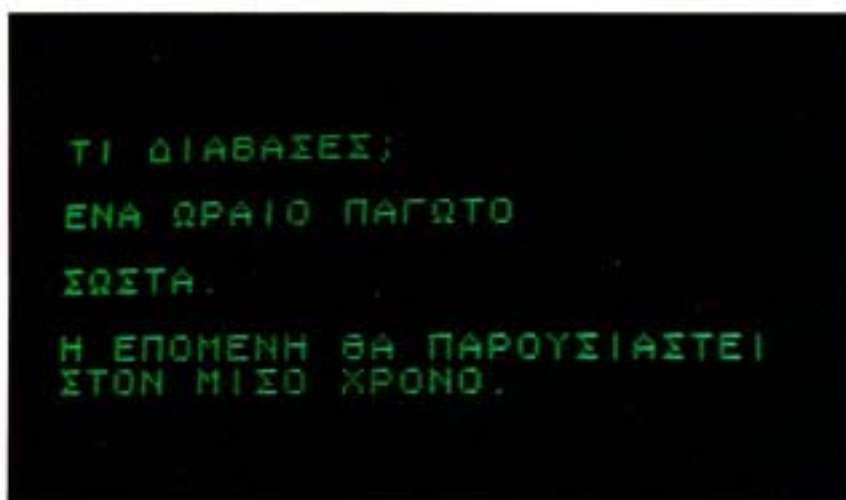 ΤΙ ΔΙΑΒΑΣΕΣ;
ΕΝΑ ΩΡΑΙΟ ΠΑΓΩΤΟ
ΣΩΣΤΑ.
Η ΕΠΟΜΕΝΗ ΘΑ ΠΑΡΟΥΣΙΑΣΤΕΙ
ΣΤΟΝ ΜΙΣΟ ΧΡΟΝΟ.